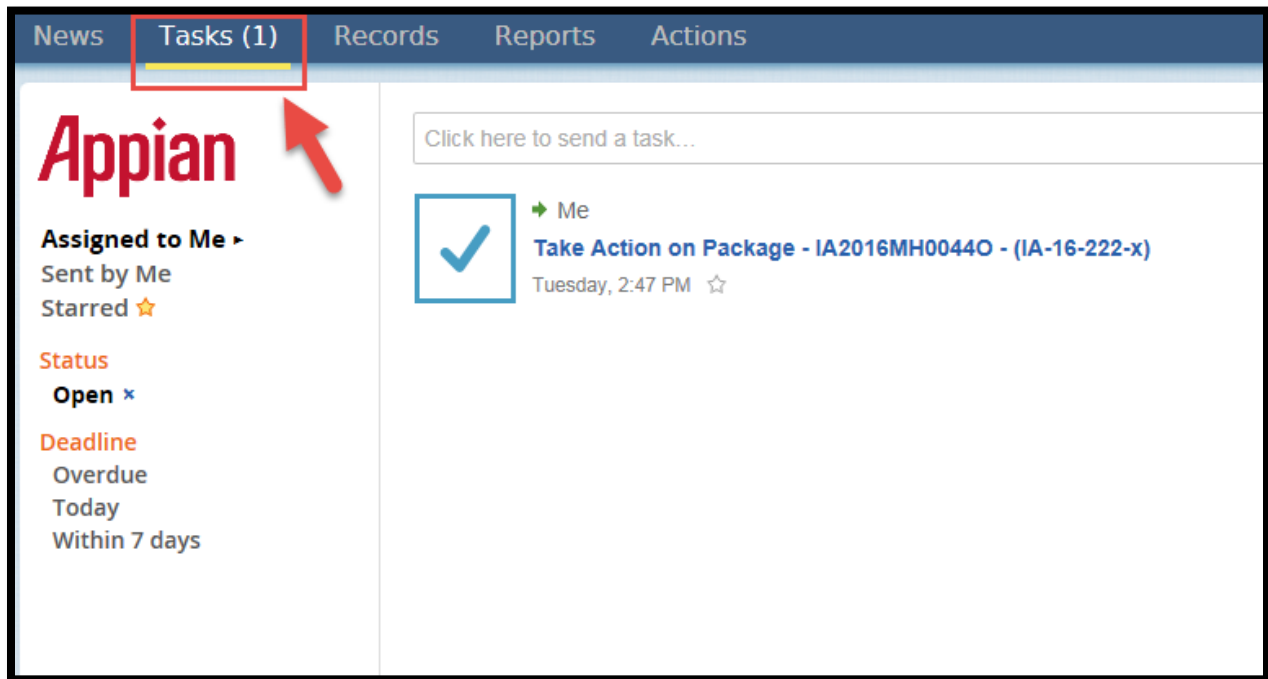 News Tasks (1) Records Reports Actions
Appian
Assigned to Me ▸
Sent by Me
Starred
Status
Open ×
Deadline
Overdue
Today
Within 7 days
Click here to send a task...
Me
Take Action on Package - IA2016MH0044O - (IA-16-222-x)
Tuesday, 2:47 PM